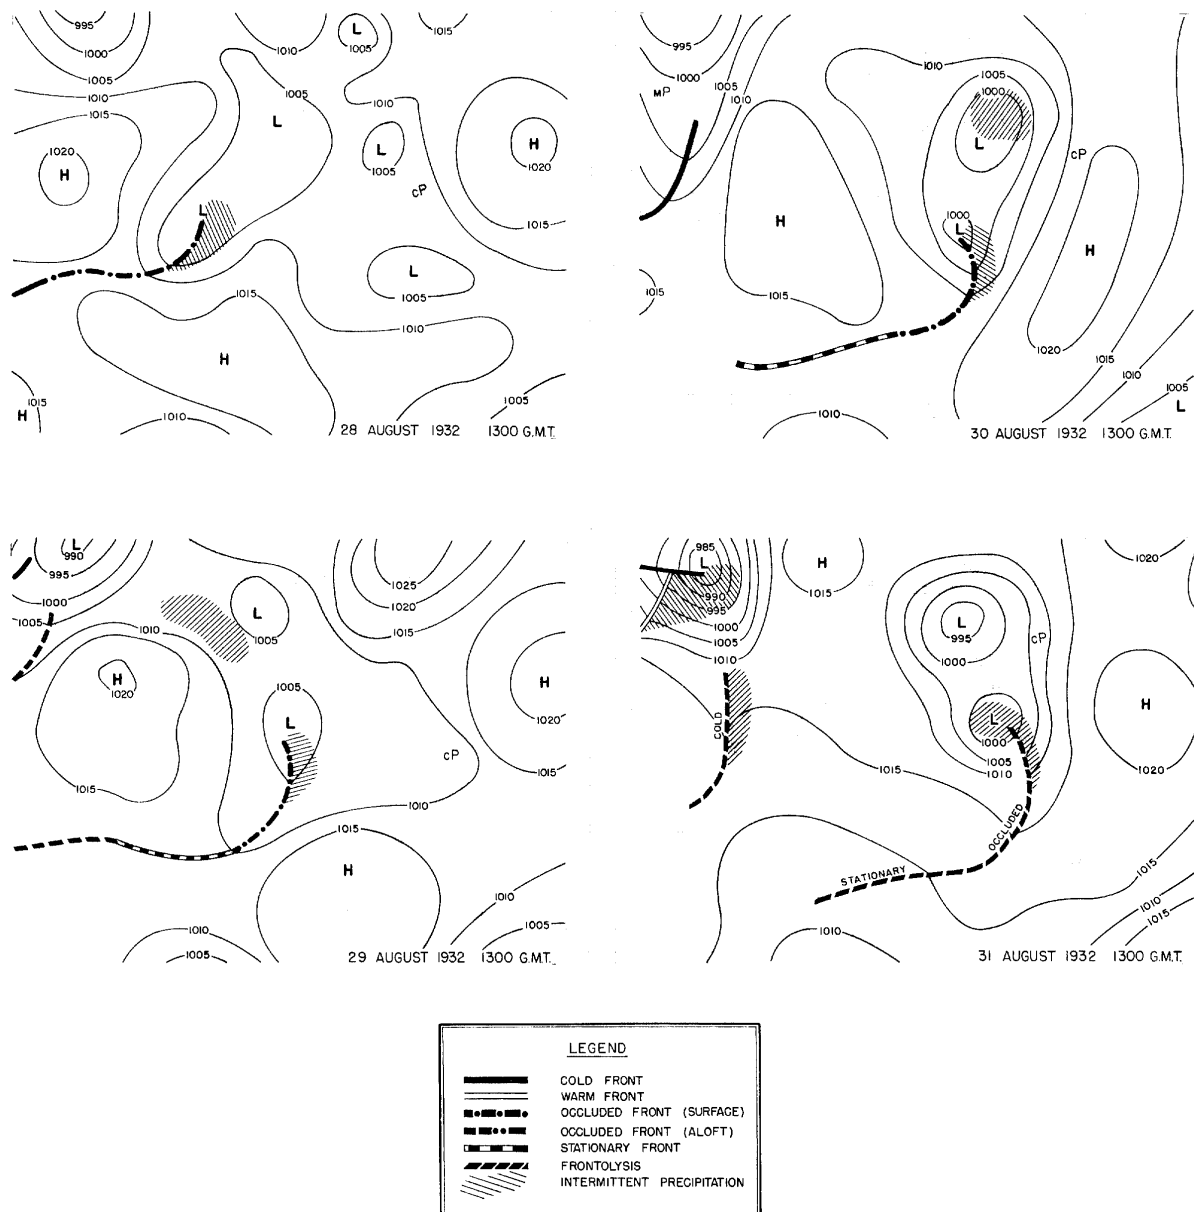 995
1000
1005
1010
1015
1020
H
1010
L
1005
1015
1005
L
L
1005
1010
cP
H
1020
1015
L
L
1005
1015
1010
H
1015
H
1010
1005
28 AUGUST 1932 1300 G.M.T.
995
1000
1005
1010
MP
1010
1005
1000
L
cP
H
1000
L
H
1015
1015
1020
1015
1010
1005
L
1010
30 AUGUST 1932 1300 G.M.T.
L
990
995
1000
1005
1010
L
1005
1025
1020
1015
H
1020
H
1020
1015
1005
L
cP
1015
1010
1015
H
1010
1005
1010
1005
29 AUGUST 1932 1300 G.M.T.
985
L
990
995
1000
1005
1010
H
1015
1020
L
995
1000
cP
H
1020
COLD
L
1000
1005
1010
1015
OCCLUDED
STATIONARY
1015
1010
1015
1010
31 AUGUST 1932 1300 G.M.T.
LEGEND
COLD FRONT
WARM FRONT
OCCLUDED FRONT (SURFACE)
OCCLUDED FRONT (ALOFT)
STATIONARY FRONT
FRONTOLYSIS
INTERMITTENT PRECIPITATION